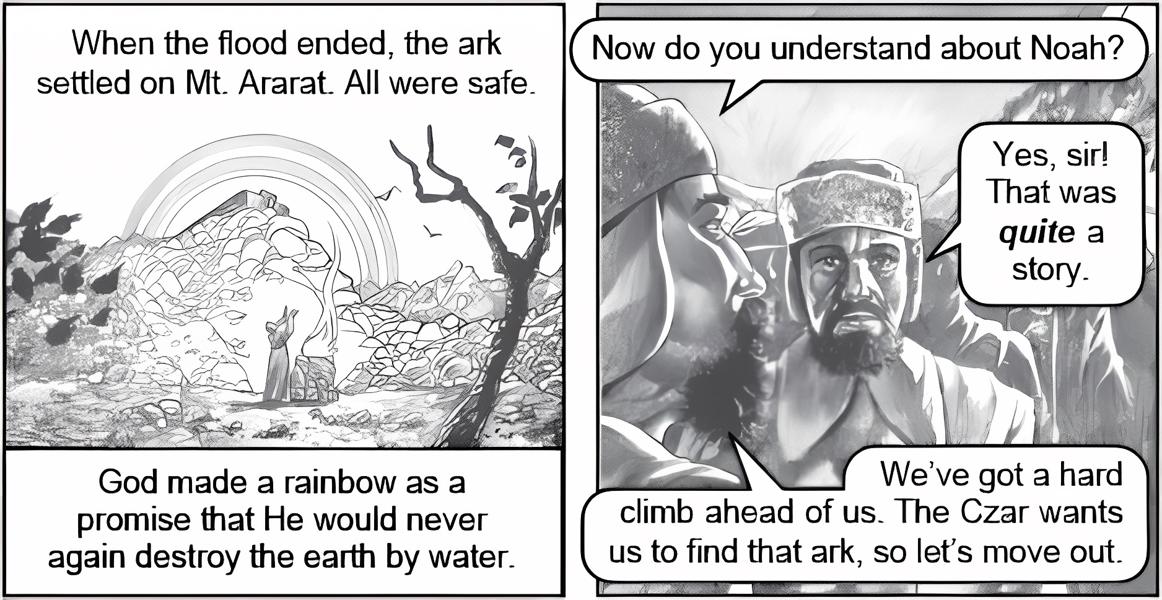 When the flood ended, the ark
settled on Mt. Ararat. All were safe.
God made a rainbow as a
promise that He would never
again destroy the earth by water.
Now do you understand about Noah?
Yes, sir!
That was
quite a
story.
We've got a hard
climb ahead of us. The Czar wants
us to find that ark, so let's move out.